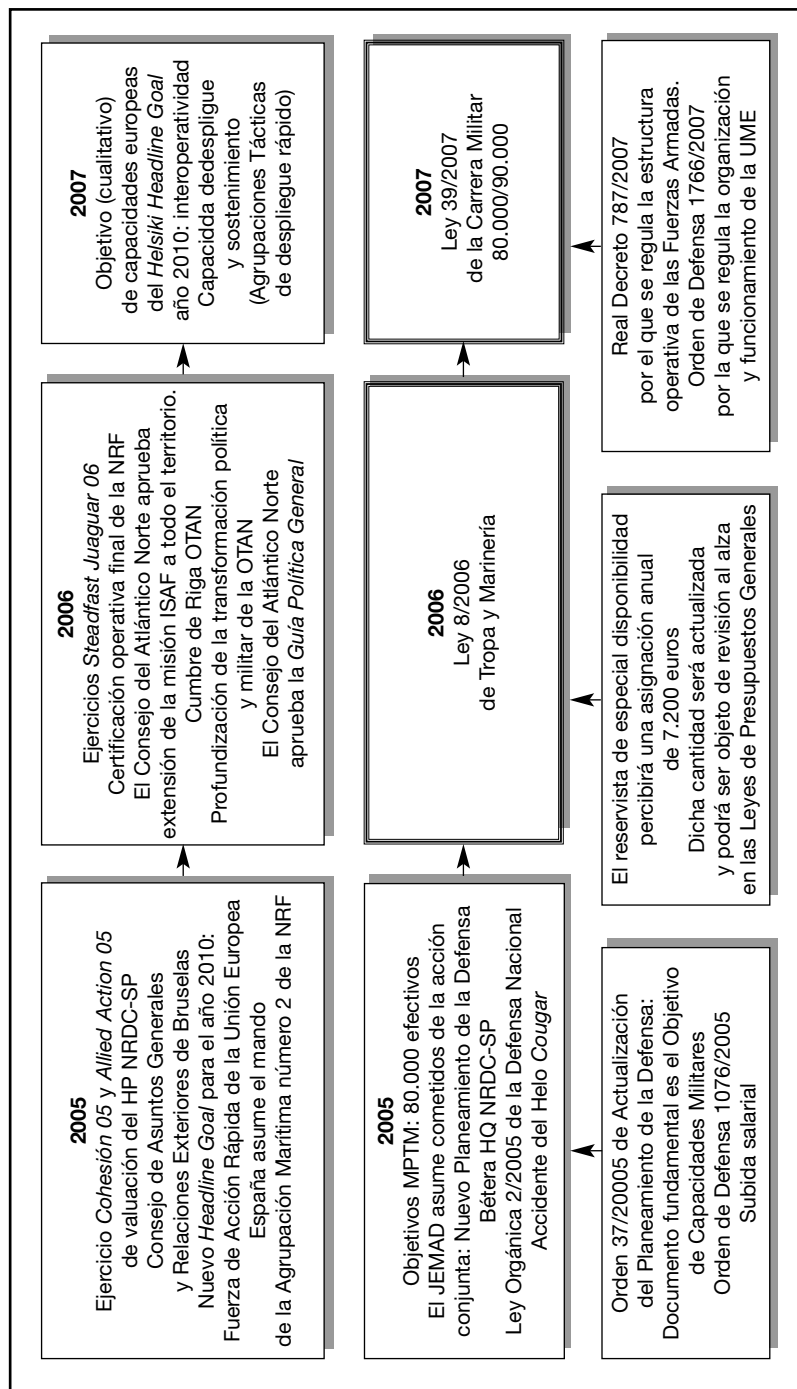 2005
Ejercicio Cohesión 05 y Allied Action 05
de valuación del HP NRDC-SP
Consejo de Asuntos Generales
y Relaciones Exteriores de Bruselas
Nuevo Headline Goal para el año 2010:
Fuerza de Acción Rápida de la Unión Europea
España asume el mando
de la Agrupación Marítima número 2 de la NRF
2006
Ejercicios Steadfast Juaguar 06
Certificación operativa final de la NRF
El Consejo del Atlántico Norte aprueba
extensión de la misión ISAF a todo el territorio.
Cumbre de Riga OTAN
Profundización de la transformación política
y militar de la OTAN
El Consejo del Atlántico Norte
aprueba la Guía Política General
2007
Objetivo (cualitativo)
de capacidades europeas
del Helsiki Headline Goal
año 2010: interoperatividad
Capacidda dedespligue
y sostenimiento
(Agrupaciones Tácticas
de despliegue rápido)
2005
Objetivos MPTM: 80.000 efectivos
El JEMAD asume cometidos de la acción
conjunta: Nuevo Planeamiento de la Defensa
Bétera HQ NRDC-SP
Ley Orgánica 2/2005 de la Defensa Nacional
Accidente del Helo Cougar
2006
Ley 8/2006
de Tropa y Marinería
2007
Ley 39/2007
de la Carrera Militar
80.000/90.000
Orden 37/20005 de Actualización
del Planeamiento de la Defensa:
Documento fundamental es el Objetivo
de Capacidades Militares
Orden de Defensa 1076/2005
Subida salarial
El reservista de especial disponibilidad
percibirá una asignación anual
de 7.200 euros
Dicha cantidad será actualizada
y podrá ser objeto de revisión al alza
en las Leyes de Presupuestos Generales
Real Decreto 787/2007
por el que se regula la estructura
operativa de las Fuerzas Armadas.
Orden de Defensa 1766/2007
por la que se regula la organización
y funcionamiento de la UME